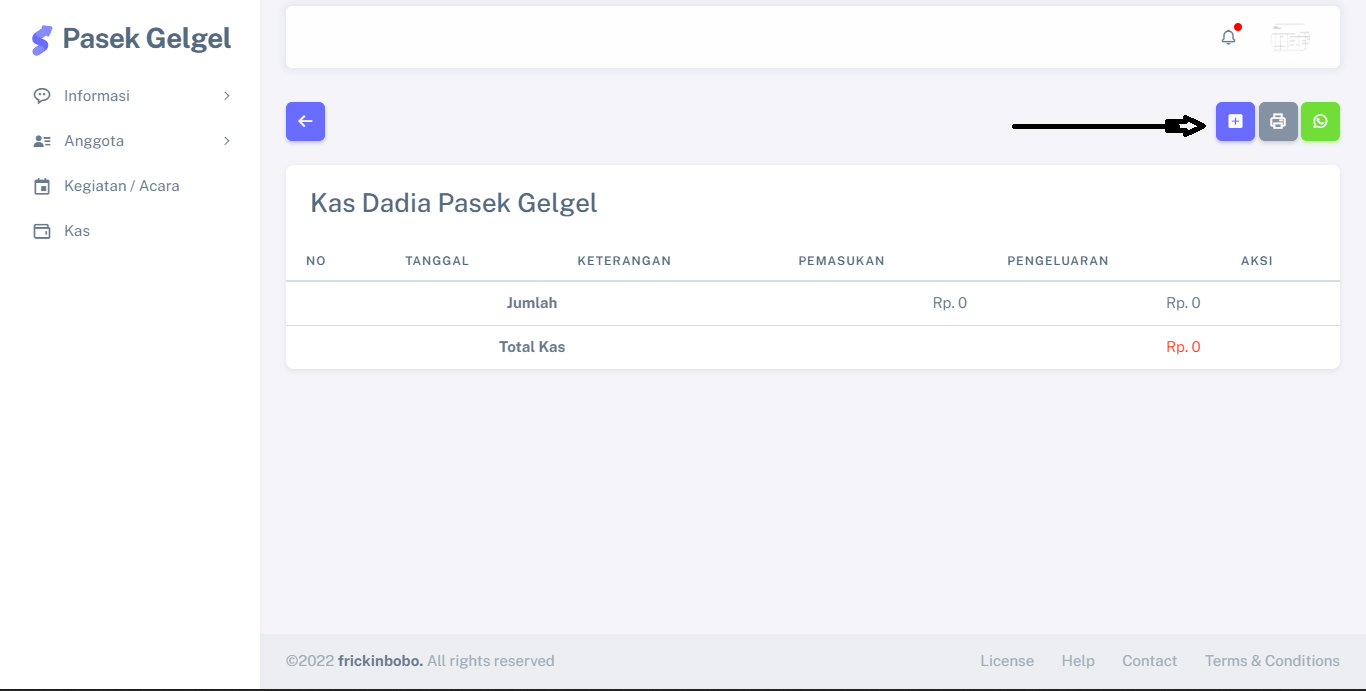 Pasek Gelgel
Informasi
Anggota
Kegiatan / Acara
Kas
Kas Dadia Pasek Gelgel
NO TANGGAL KETERANGAN PEMASUKAN PENGELUARAN AKSI
Jumlah Rp. 0 Rp. 0
Total Kas Rp. 0
©2022 frickinbobo. All rights reserved License Help Contact Terms & Conditions